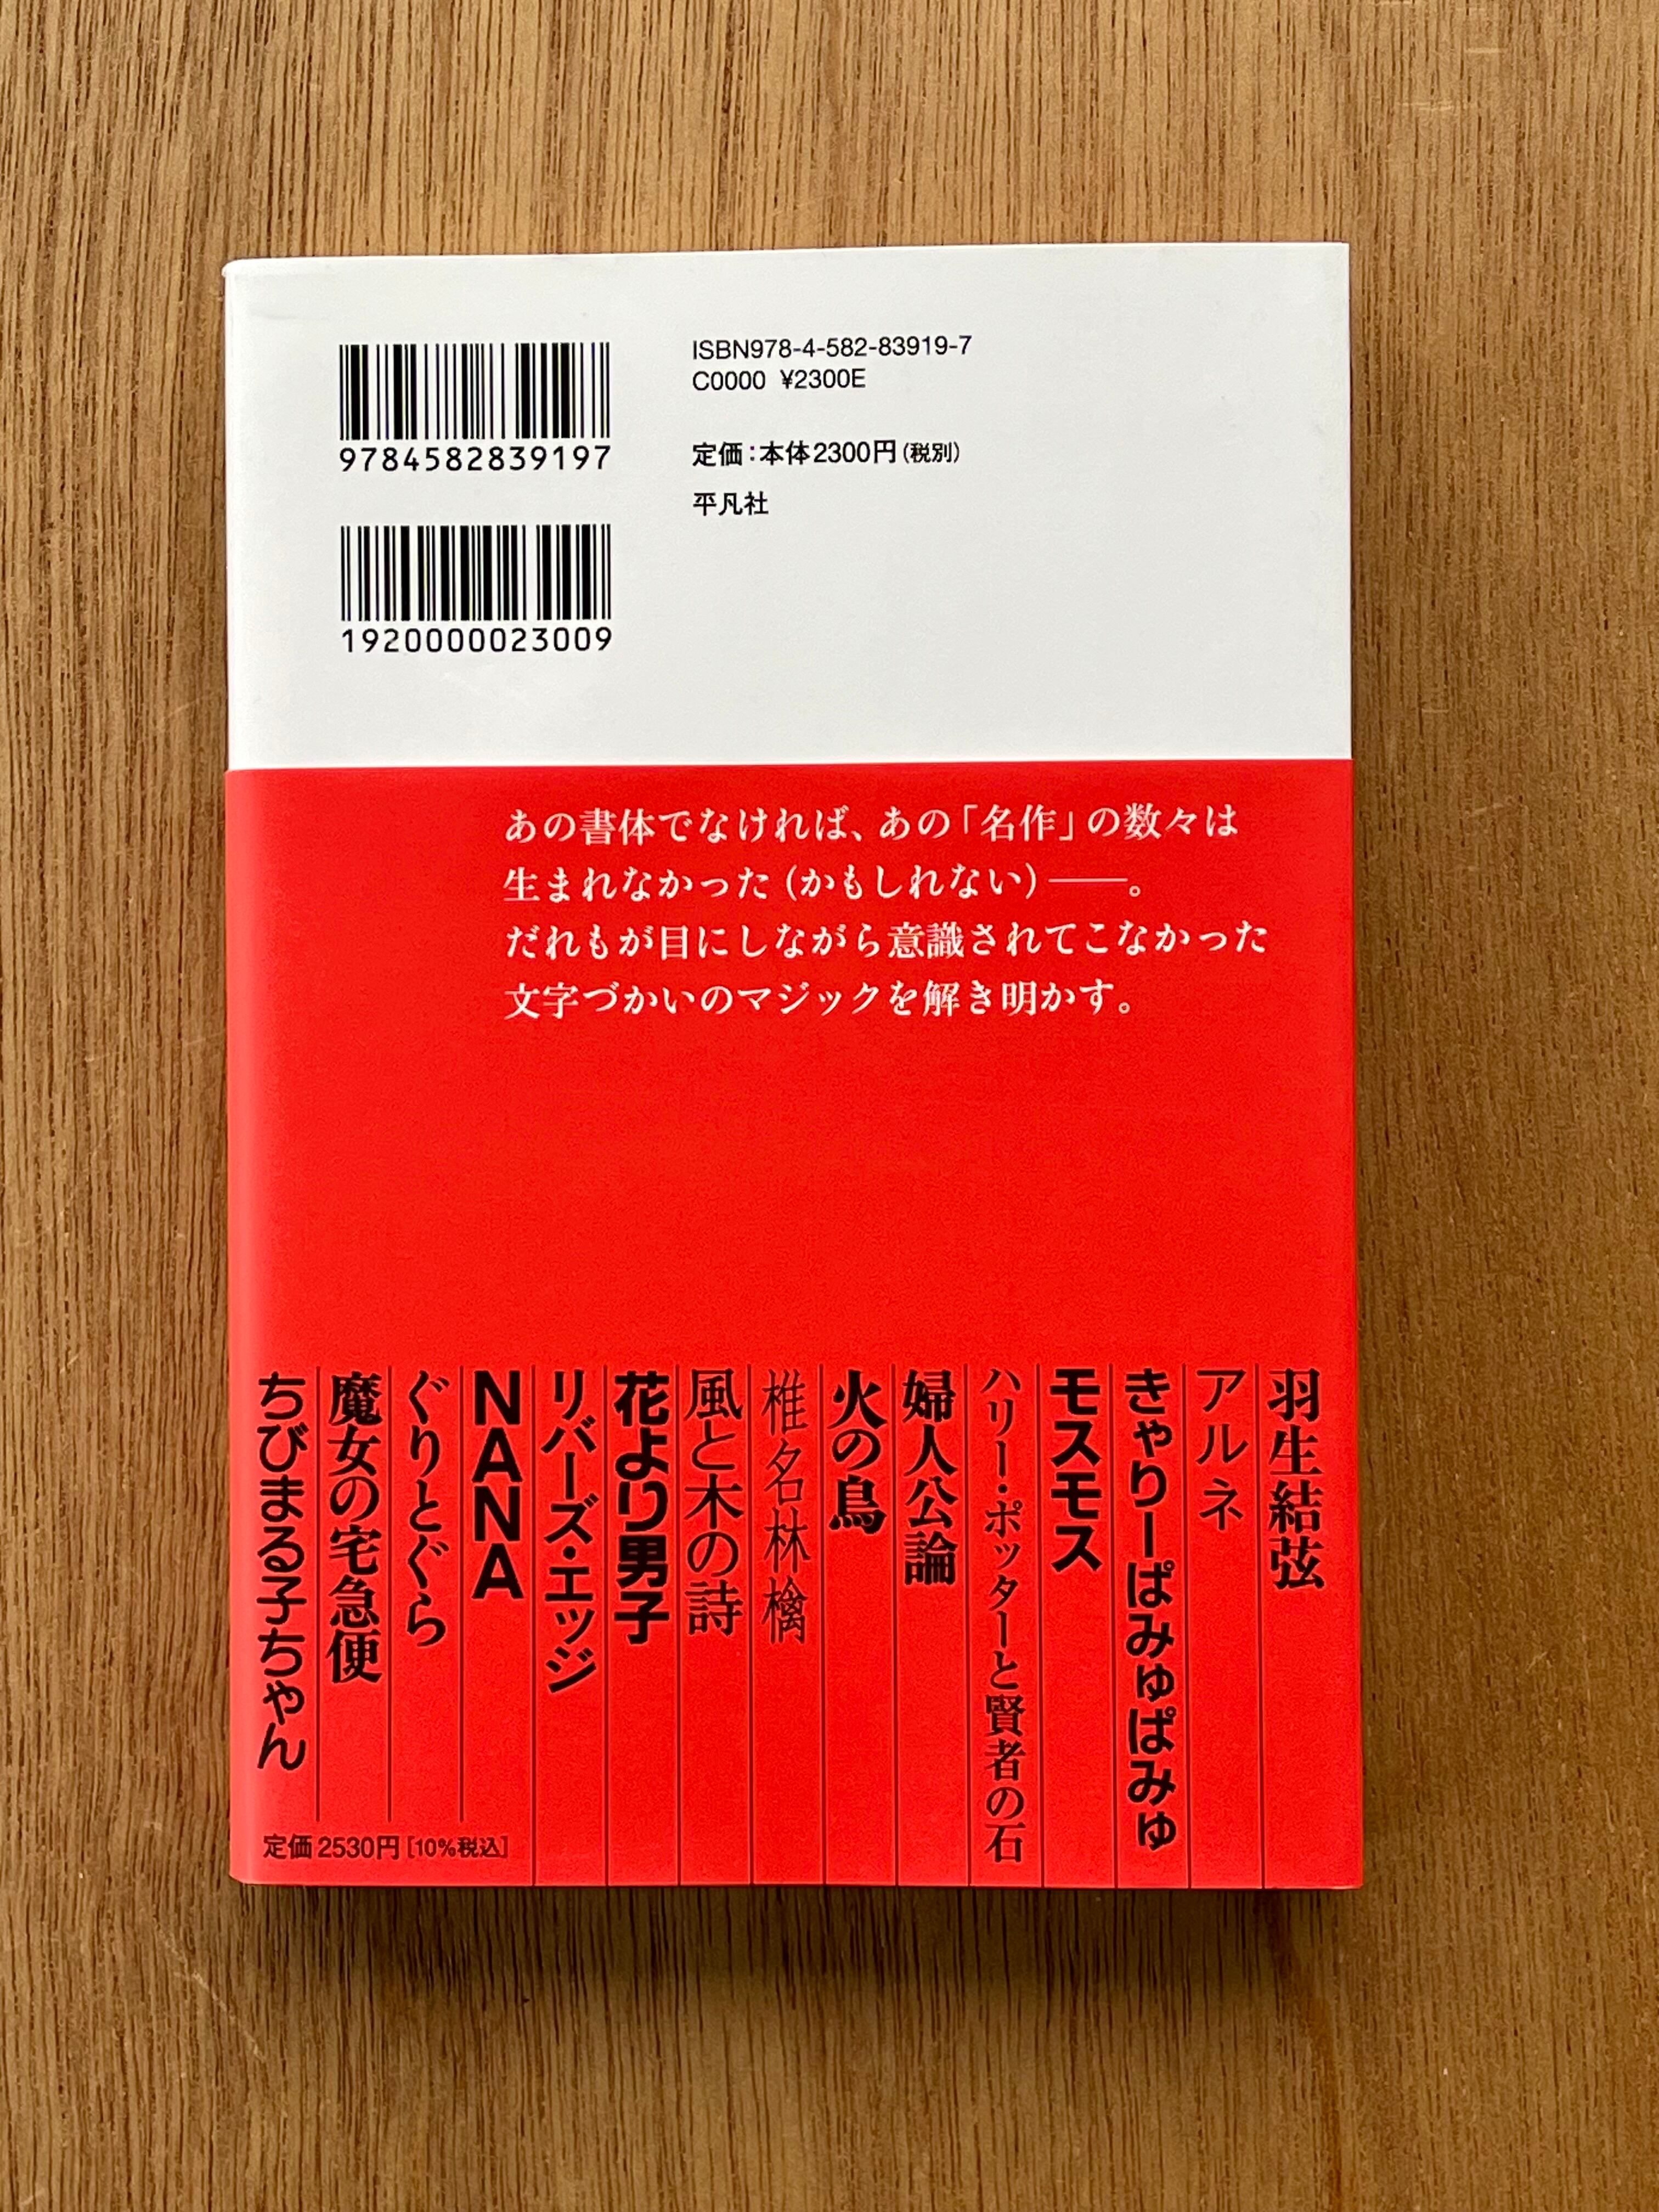 9784582839197
1920000023009
ISBN978-4-582-83919-7
C0000 ¥2300E
定価：本体2300円（税別）
平凡社
あの書体でなければ、あの「名作」の数々は
生まれなかった（かもしれない）――。
だれもが目にしながら意識されてこなかった
文字づかいのマジックを解き明かす。
羽生結弦
アルネ
きゃりーぱみゅぱみゅ
モスモス
ハリー・ポッターと賢者の石
婦人公論
火の鳥
椎名林檎
風と木の詩
花より男子
リバーズ・エッジ
NANA
ぐりとぐら
魔女の宅急便
ちびまる子ちゃん
定価2530円［10%税込］